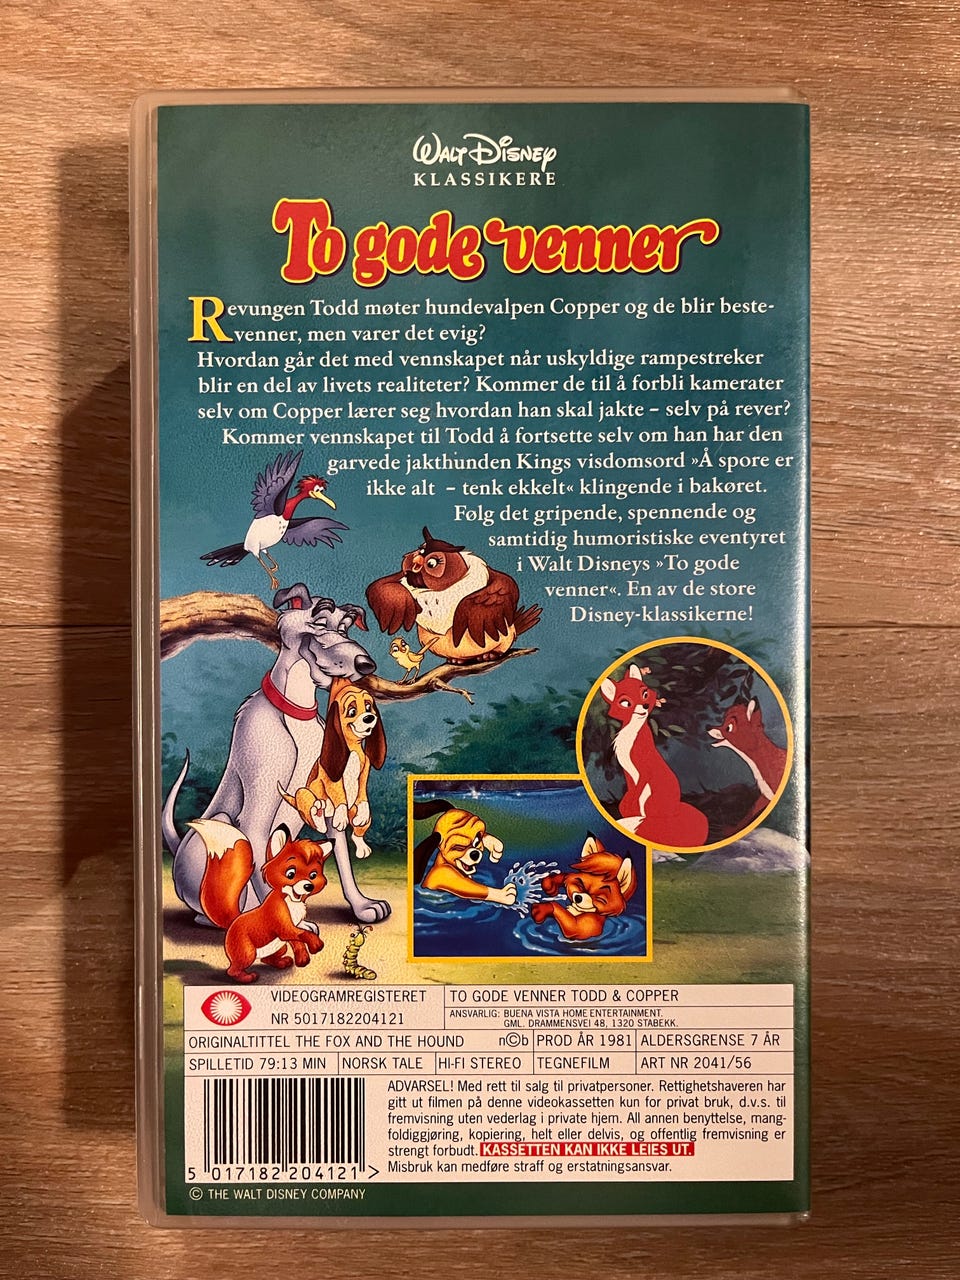 Walt Disney
KLASSIKERE
To gode venner
Revungen Todd møter hundevalpen Copper og de blir beste-
venner, men varer det evig?
Hvordan går det med vennskapet når uskyldige rampestreker
blir en del av livets realiteter? Kommer de til å forbli kamerater
selv om Copper lærer seg hvordan han skal jakte – selv på rever?
Kommer vennskapet til Todd å fortsette selv om han har den
garvede jakthunden Kings visdomsord »Å spore er
ikke alt – tenk ekkelt« klingende i bakøret.
Følg det gripende, spennende og
samtidig humoristiske eventyret
i Walt Disneys »To gode
venner«. En av de store
Disney-klassikerne!
VIDEOGRAMREGISTERET
NR 5017182204121
TO GODE VENNER TODD & COPPER
ANSVARLIG: BUENA VISTA HOME ENTERTAINMENT.
GML. DRAMMENSVEI 48, 1320 STABEKK.
ORIGINALTITTEL THE FOX AND THE HOUND n©b PROD ÅR 1981 ALDERSGRENSE 7 ÅR
SPILLETID 79:13 MIN NORSK TALE HI-FI STEREO TEGNEFILM ART NR 2041/56
ADVARSEL! Med rett til salg til privatpersoner. Rettighetshaveren har
gitt ut filmen på denne videokassetten kun for privat bruk, d.v.s. til
fremvisning uten vederlag i private hjem. All annen benyttelse, mang-
foldiggjøring, kopiering, helt eller delvis, og offentlig fremvisning er
strengt forbudt. KASSETTEN KAN IKKE LEIES UT.
Misbruk kan medføre straff og erstatningsansvar.
5 017182 204121 >
© THE WALT DISNEY COMPANY